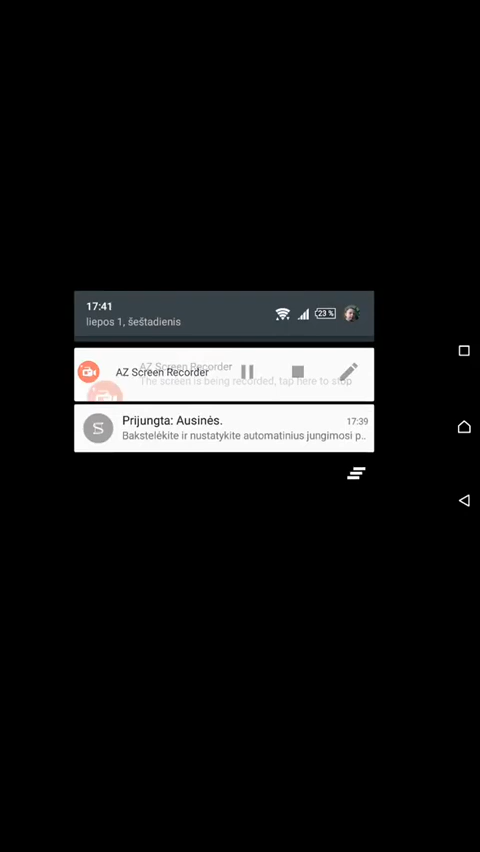 17:41
liepos 1, šeštadienis
23 %
AZ Screen Recorder
The screen is being recorded, tap here to stop
AZ Screen Recorder
S
Prijungta: Ausinės.
17:39
Bakstelėkite ir nustatykite automatinius jungimosi p..